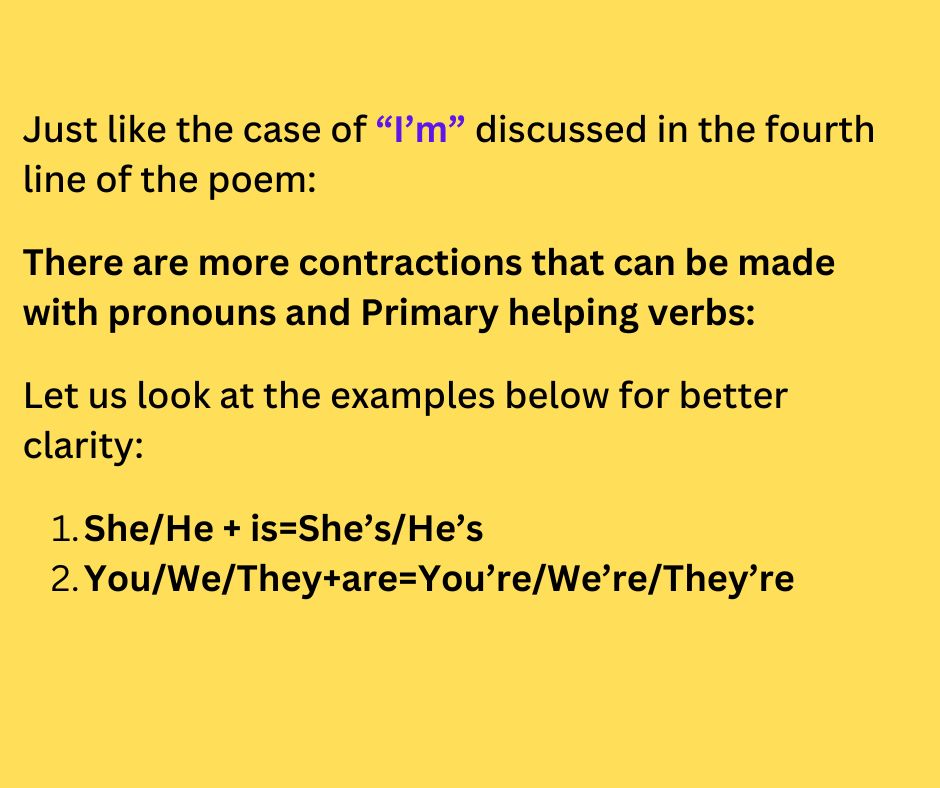 Just like the case of “I’m” discussed in the fourth
line of the poem:
There are more contractions that can be made
with pronouns and Primary helping verbs:
Let us look at the examples below for better
clarity:
1. She/He + is=She’s/He’s
2. You/We/They+are=You’re/We’re/They’re